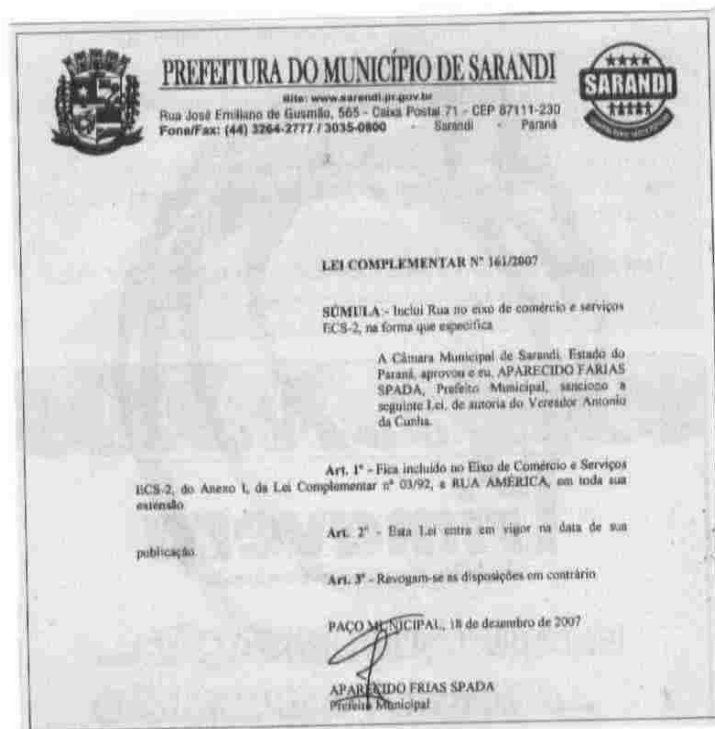 PREFEITURA DO MUNICÍPIO DE SARANDI
Site: www.sarandi.pr.gov.br
Rua José Emiliano de Gusmão, 565 - Caixa Postal 71 - CEP 87111-230
Fone/Fax: (44) 3264-2777 / 3035-0800 - Sarandi - Paraná
SARANDI
LEI COMPLEMENTAR Nº 161/2007
SÚMULA:- Inclui Rua no eixo de comércio e serviços
ECS-2, na forma que especifica
A Câmara Municipal de Sarandi, Estado do
Paraná, aprovou e eu, APARECIDO FARIAS
SPADA, Prefeito Municipal, sanciono a
seguinte Lei, de autoria do Vereador Antonio
da Cunha.
Art. 1º - Fica incluído no Eixo de Comércio e Serviços
ECS-2, do Anexo I, da Lei Complementar nº 03/92, a RUA AMÉRICA, em toda sua
extensão
Art. 2º - Esta Lei entra em vigor na data de sua
publicação.
Art. 3º - Revogam-se as disposições em contrário
PAÇO MUNICIPAL, 18 de dezembro de 2007
APARECIDO FRIAS SPADA
Prefeito Municipal